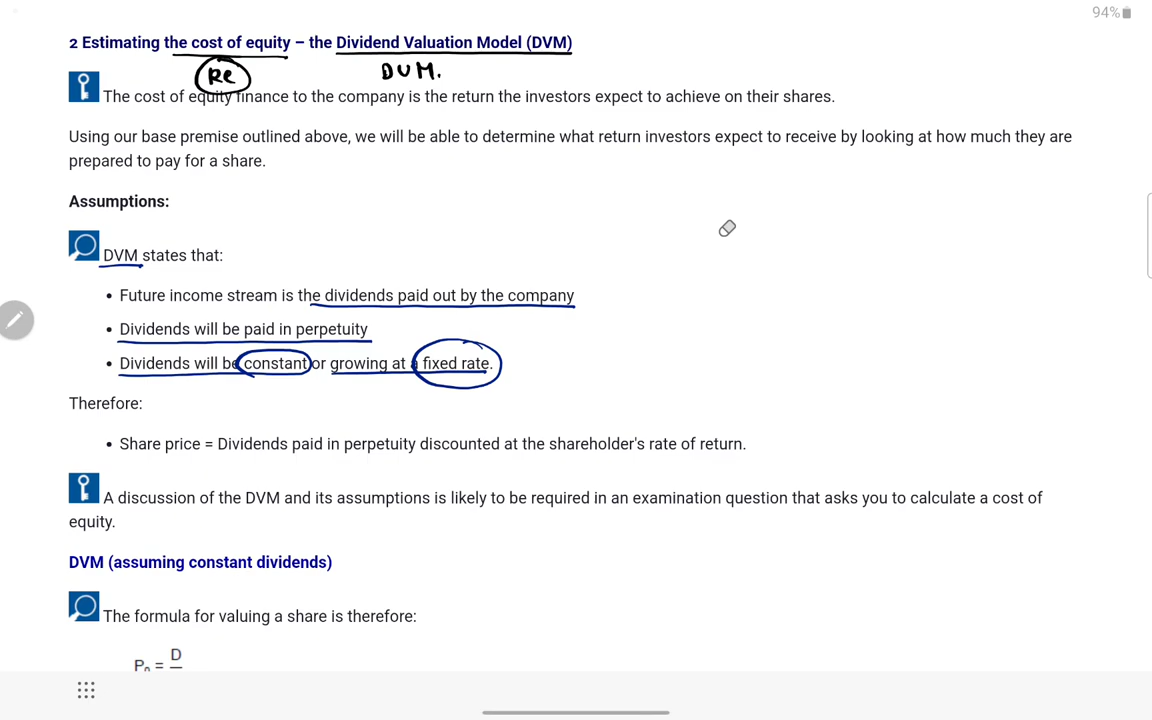 94%
2 Estimating the cost of equity – the Dividend Valuation Model (DVM)
Re
DVM.
The cost of equity finance to the company is the return the investors expect to achieve on their shares.
Using our base premise outlined above, we will be able to determine what return investors expect to receive by looking at how much they are
prepared to pay for a share.
Assumptions:
DVM states that:
• Future income stream is the dividends paid out by the company
• Dividends will be paid in perpetuity
• Dividends will be constant or growing at a fixed rate.
Therefore:
• Share price = Dividends paid in perpetuity discounted at the shareholder's rate of return.
A discussion of the DVM and its assumptions is likely to be required in an examination question that asks you to calculate a cost of
equity.
DVM (assuming constant dividends)
The formula for valuing a share is therefore:
D
P₀ =